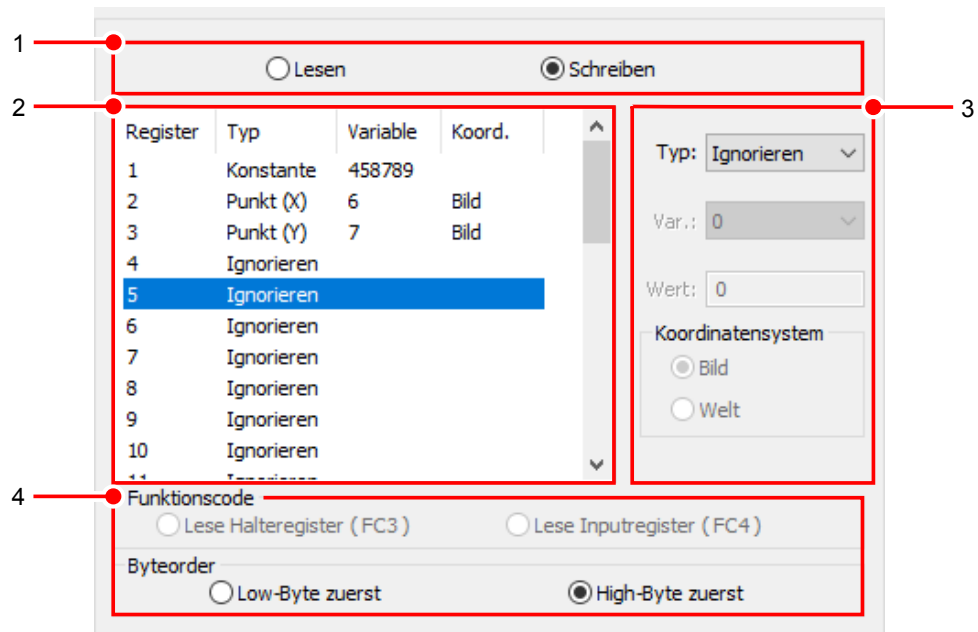 1
Lesen Schreiben
2
3
Register Typ Variable Koord.
1 Konstante 458789
2 Punkt (X) 6 Bild
3 Punkt (Y) 7 Bild
4 Ignorieren
5 Ignorieren
6 Ignorieren
7 Ignorieren
8 Ignorieren
9 Ignorieren
10 Ignorieren
Typ: Ignorieren
Var.: 0
Wert: 0
Koordinatensystem
Bild
Welt
4
Funktionscode
Lese Halteregister ( FC3 ) Lese Inputregister ( FC4 )
Byteorder
Low-Byte zuerst High-Byte zuerst